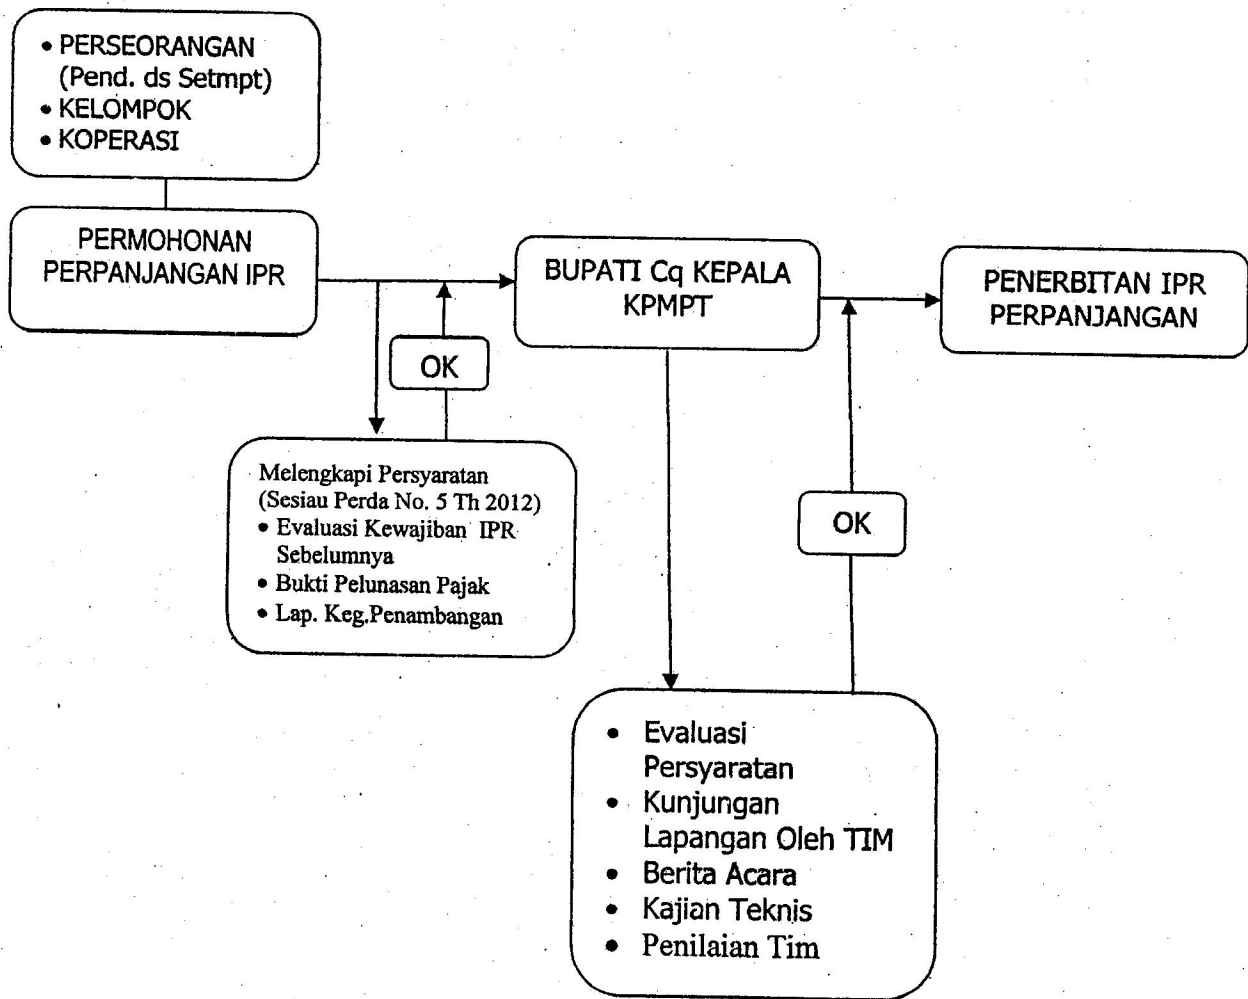 • PERSEORANGAN
(Pend. ds Setmpt)
• KELOMPOK
• KOPERASI
PERMOHONAN
PERPANJANGAN IPR
BUPATI Cq KEPALA
KPMPT
PENERBITAN IPR
PERPANJANGAN
OK
Melengkapi Persyaratan
(Sesiau Perda No. 5 Th 2012)
• Evaluasi Kewajiban IPR
Sebelumnya
• Bukti Pelunasan Pajak
• Lap. Keg.Penambangan
OK
• Evaluasi
Persyaratan
• Kunjungan
Lapangan Oleh TIM
• Berita Acara
• Kajian Teknis
• Penilaian Tim